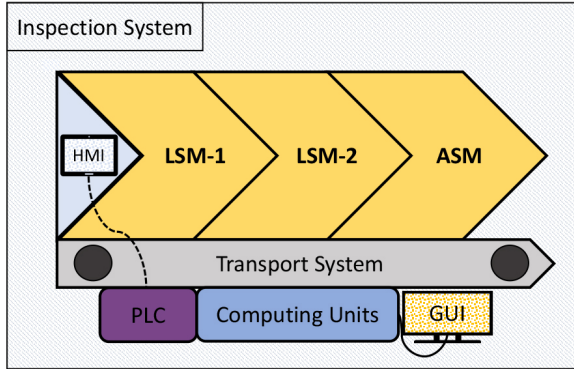 Inspection System
HMI
LSM-1
LSM-2
ASM
Transport System
PLC
Computing Units
GUI